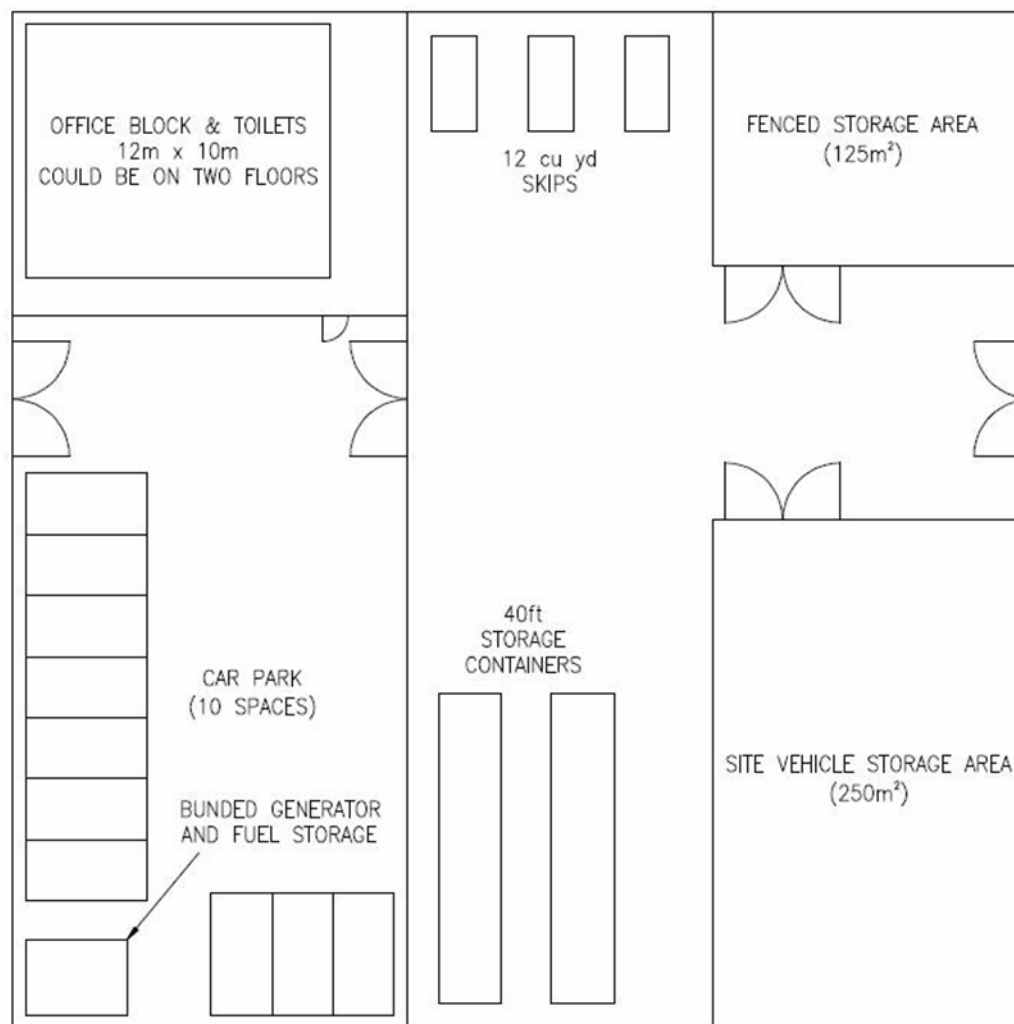 OFFICE BLOCK & TOILETS
12m x 10m
COULD BE ON TWO FLOORS
12 cu yd
SKIPS
FENCED STORAGE AREA
(125m²)
40ft
STORAGE
CONTAINERS
CAR PARK
(10 SPACES)
SITE VEHICLE STORAGE AREA
(250m²)
BUNDED GENERATOR
AND FUEL STORAGE